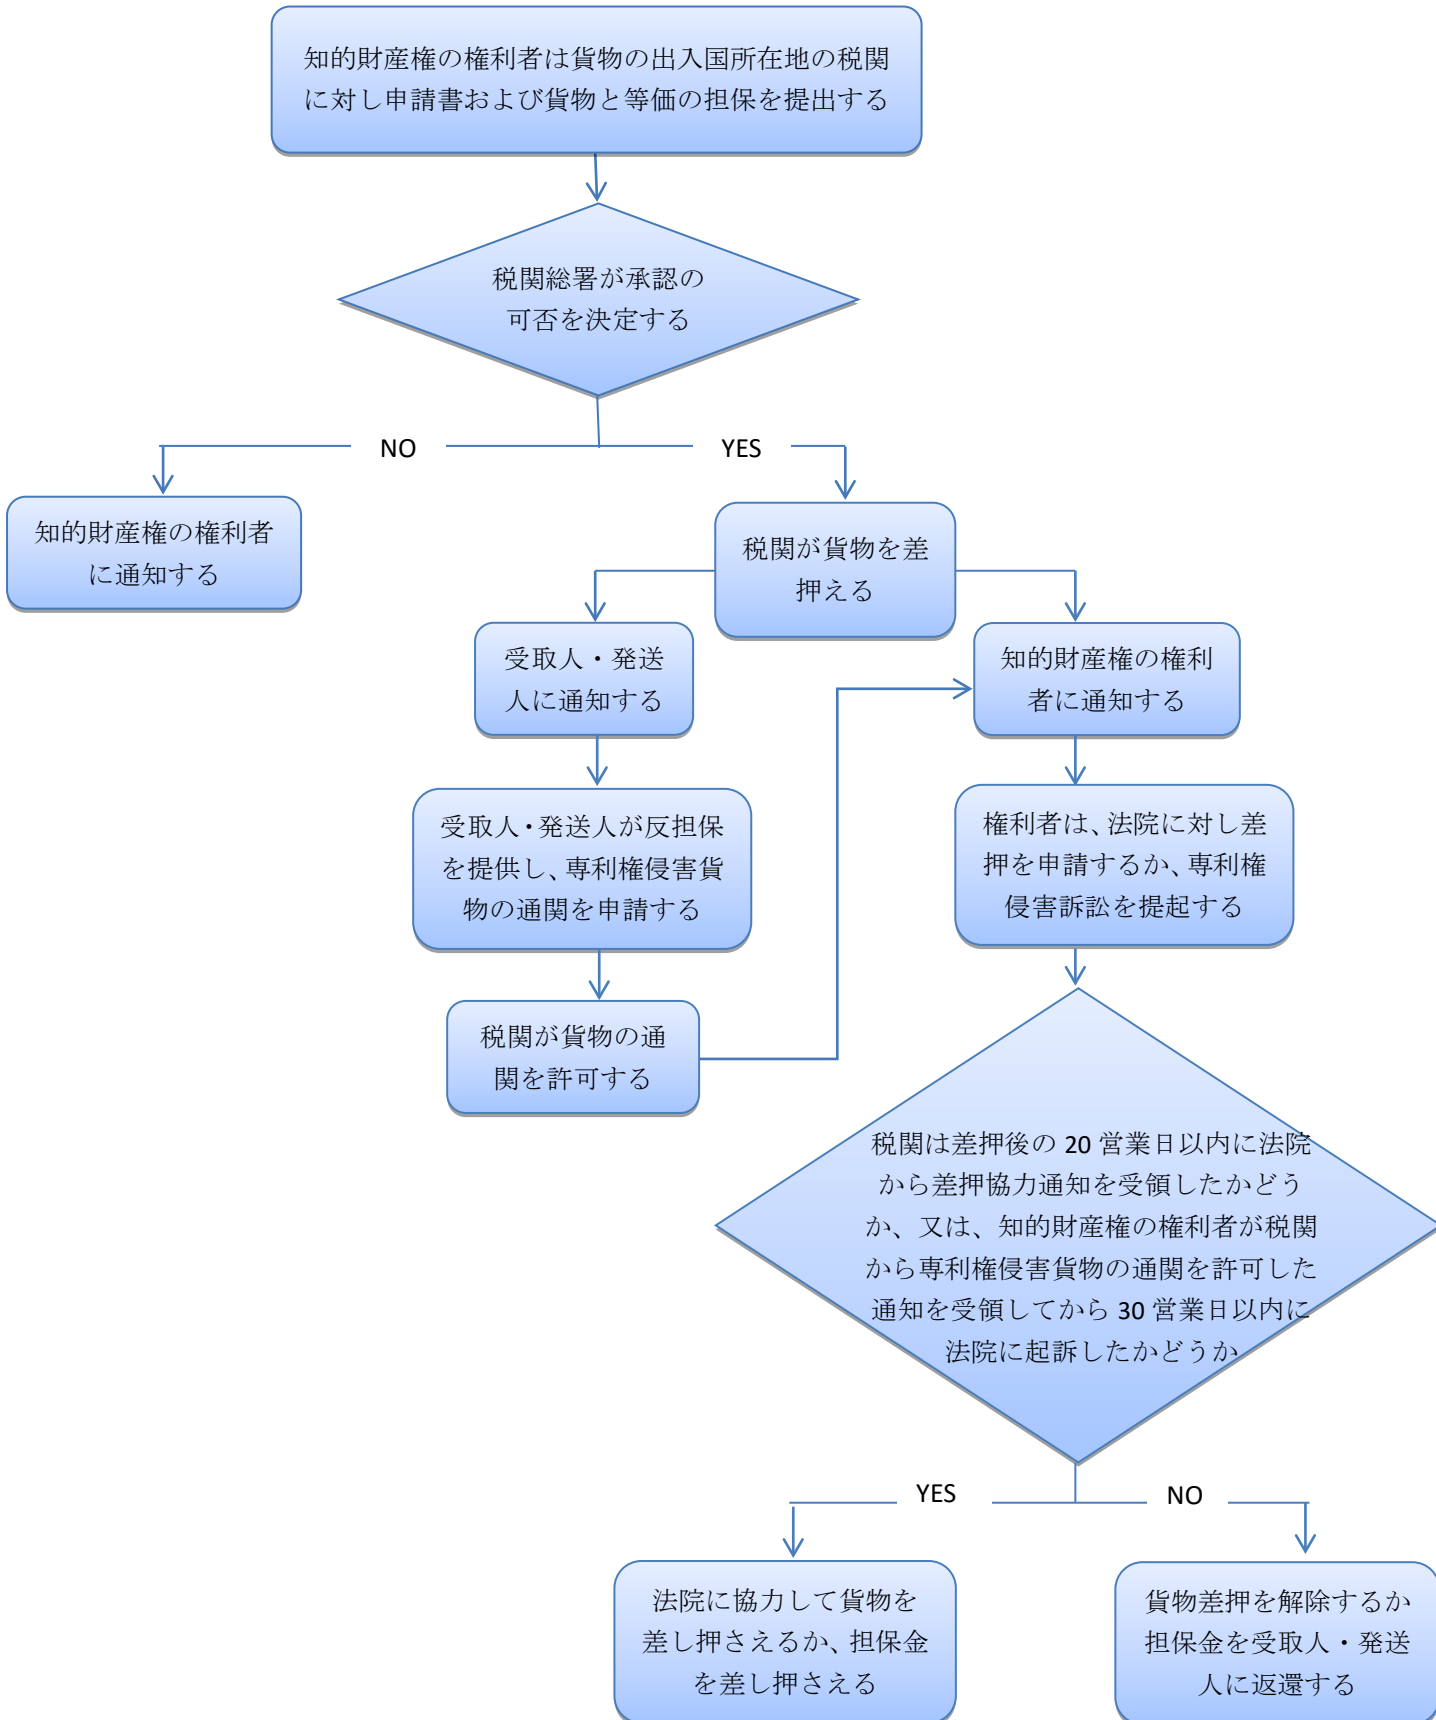 知的財産権の権利者は貨物の出入国所在地の税関
に対し申請書および貨物と等価の担保を提出する
税関総署が承認の
可否を決定する
NO
YES
知的財産権の権利者
に通知する
税関が貨物を差
押える
受取人・発送
人に通知する
知的財産権の権利
者に通知する
受取人・発送人が反担保
を提供し、専利権侵害貨
物の通関を申請する
権利者は、法院に対し差
押を申請するか、専利権
侵害訴訟を提起する
税関が貨物の通
関を許可する
税関は差押後の 20 営業日以内に法院
から差押協力通知を受領したかどう
か、又は、知的財産権の権利者が税関
から専利権侵害貨物の通関を許可した
通知を受領してから 30 営業日以内に
法院に起訴したかどうか
YES
NO
法院に協力して貨物を
差し押さえるか、担保金
を差し押さえる
貨物差押を解除するか
担保金を受取人・発送
人に返還する